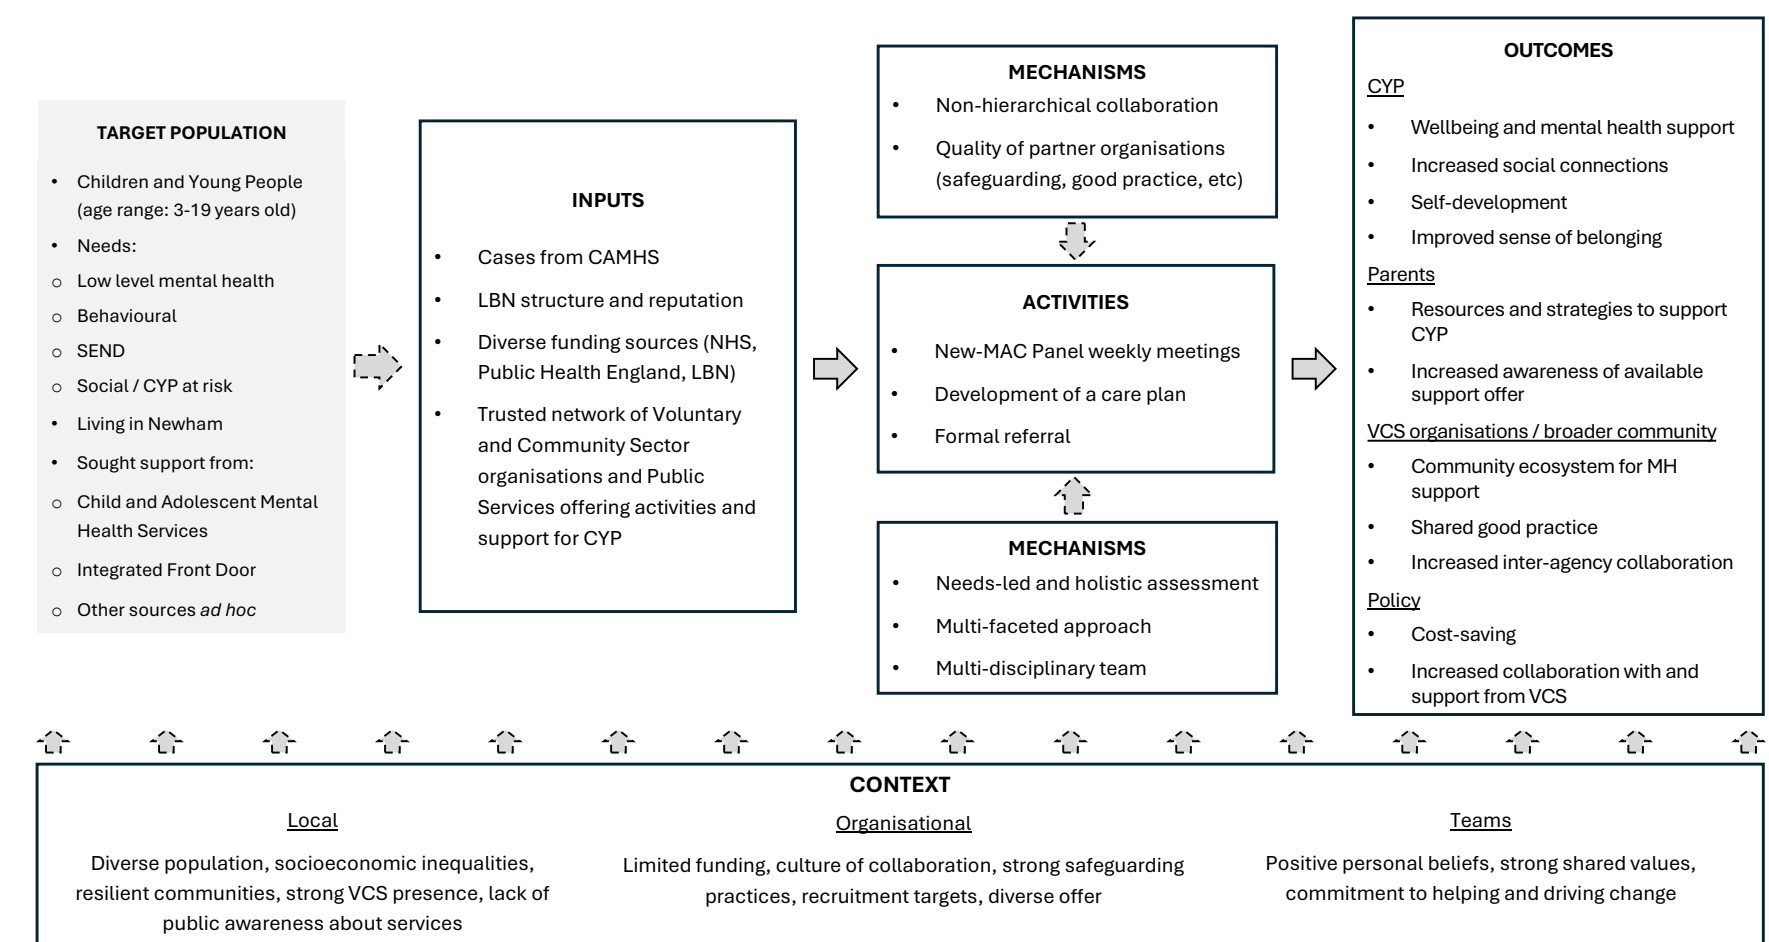 TARGET POPULATION
• Children and Young People
(age range: 3-19 years old)
• Needs:
o Low level mental health
o Behavioural
o SEND
o Social / CYP at risk
• Living in Newham
• Sought support from:
o Child and Adolescent Mental
Health Services
o Integrated Front Door
o Other sources ad hoc
INPUTS
• Cases from CAMHS
• LBN structure and reputation
• Diverse funding sources (NHS,
Public Health England, LBN)
• Trusted network of Voluntary
and Community Sector
organisations and Public
Services offering activities and
support for CYP
MECHANISMS
• Non-hierarchical collaboration
• Quality of partner organisations
(safeguarding, good practice, etc)
ACTIVITIES
• New-MAC Panel weekly meetings
• Development of a care plan
• Formal referral
MECHANISMS
• Needs-led and holistic assessment
• Multi-faceted approach
• Multi-disciplinary team
OUTCOMES
CYP
• Wellbeing and mental health support
• Increased social connections
• Self-development
• Improved sense of belonging
Parents
• Resources and strategies to support
CYP
• Increased awareness of available
support offer
VCS organisations / broader community
• Community ecosystem for MH
support
• Shared good practice
• Increased inter-agency collaboration
Policy
• Cost-saving
• Increased collaboration with and
support from VCS
CONTEXT
Local
Diverse population, socioeconomic inequalities,
resilient communities, strong VCS presence, lack of
public awareness about services
Organisational
Limited funding, culture of collaboration, strong safeguarding
practices, recruitment targets, diverse offer
Teams
Positive personal beliefs, strong shared values,
commitment to helping and driving change